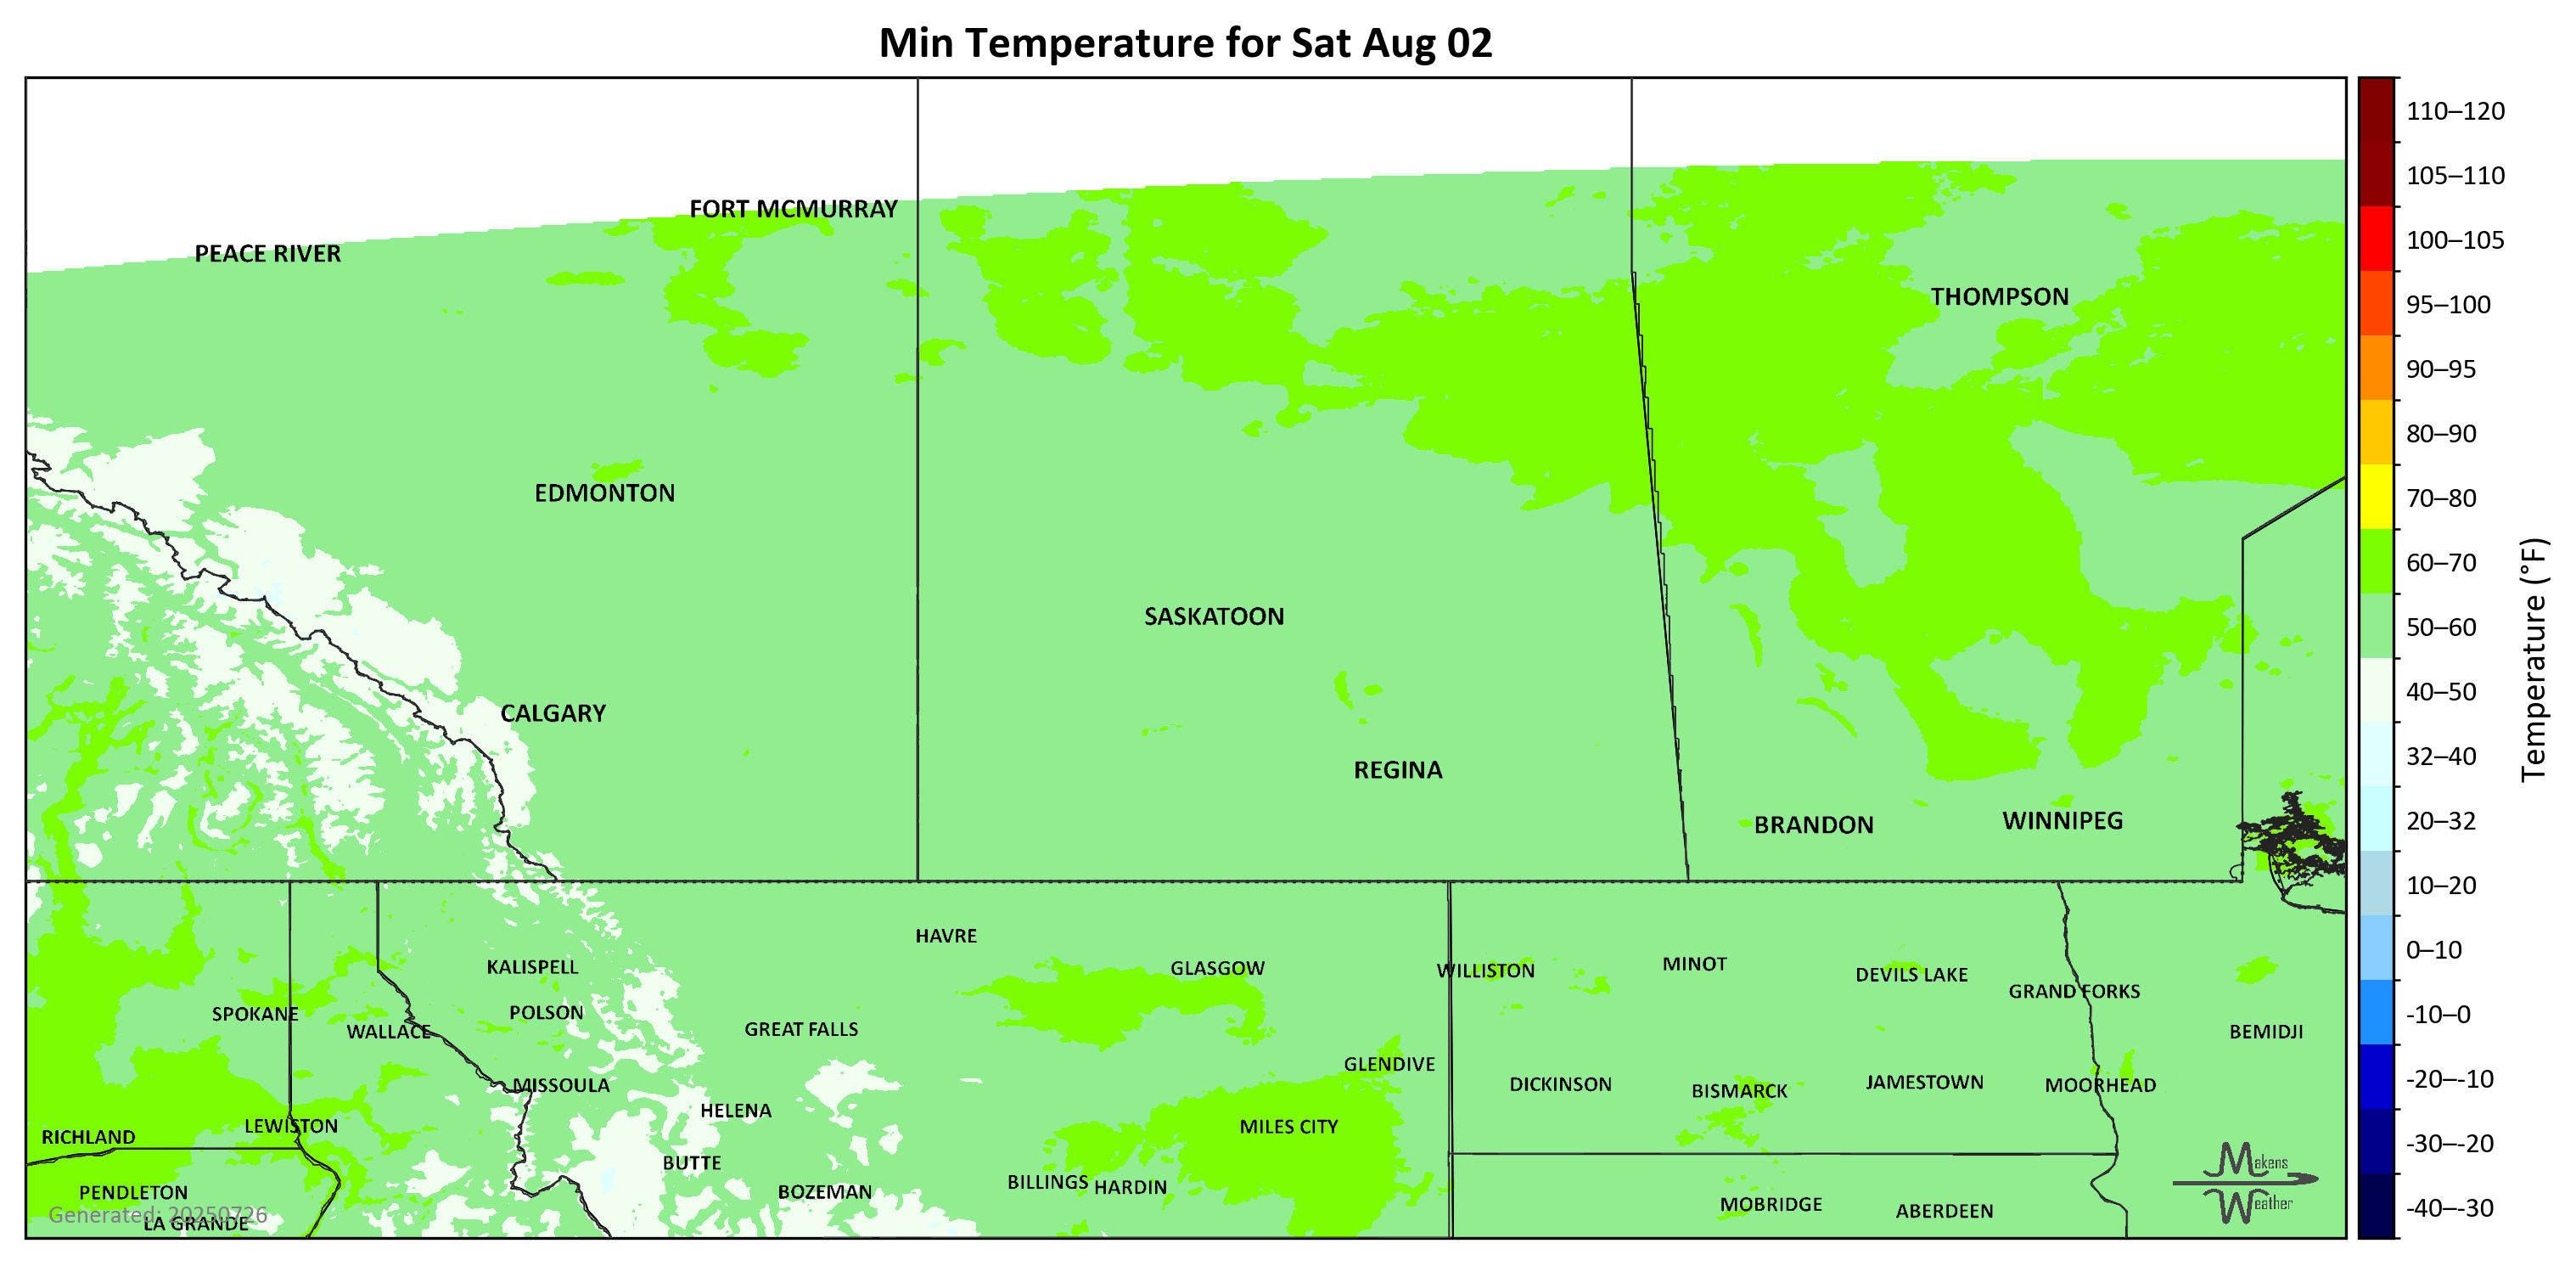 Min Temperature for Sat Aug 02
110–120
105–110
FORT MCMURRAY
100–105
PEACE RIVER
THOMPSON
95–100
90–95
80–90
EDMONTON
70–80
60–70
SASKATOON
50–60
Temperature (°F)
CALGARY
40–50
REGINA
32–40
BRANDON
WINNIPEG
20–32
10–20
HAVRE
0–10
KALISPELL
GLASGOW
WILLISTON
MINOT
DEVILS LAKE
GRAND FORKS
SPOKANE
POLSON
-10–0
WALLACE
GREAT FALLS
BEMIDJI
GLENDIVE
-20–-10
MISSOULA
DICKINSON
BISMARCK
JAMESTOWN
MOORHEAD
HELENA
LEWISTON
MILES CITY
RICHLAND
-30–-20
BUTTE
Makens
Weather
PENDLETON
BOZEMAN
BILLINGS
HARDIN
MOBRIDGE
ABERDEEN
-40–-30
Generated: 20250726
LA GRANDE